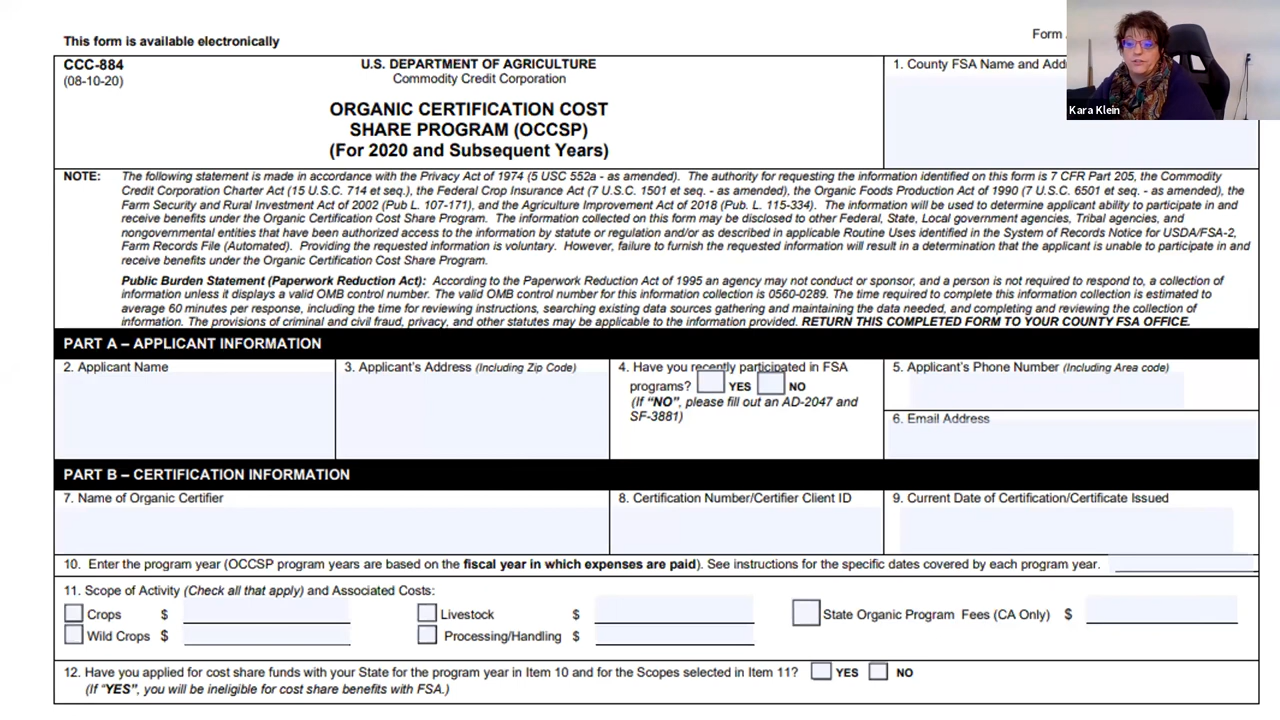 This form is available electronically
Form
CCC-884
(08-10-20)
U.S. DEPARTMENT OF AGRICULTURE
Commodity Credit Corporation
ORGANIC CERTIFICATION COST
SHARE PROGRAM (OCCSP)
(For 2020 and Subsequent Years)
1. County FSA Name and
Kara Klein
NOTE: The following statement is made in accordance with the Privacy Act of 1974 (5 USC 552a - as amended). The authority for requesting the information identified on this form is 7 CFR Part 205, the Commodity
Credit Corporation Charter Act (15 U.S.C. 714 et seq.), the Federal Crop Insurance Act (7 U.S.C. 1501 et seq. - as amended), the Organic Foods Production Act of 1990 (7 U.S.C. 6501 et seq. - as amended), the
Farm Security and Rural Investment Act of 2002 (Pub L. 107-171), and the Agriculture Improvement Act of 2018 (Pub. L. 115-334). The information will be used to determine applicant ability to participate in and
receive benefits under the Organic Certification Cost Share Program. The information collected on this form may be disclosed to other Federal, State, Local government agencies, Tribal agencies, and
nongovernmental entities that have been authorized access to the information by statute or regulation and/or as described in applicable Routine Uses identified in the System of Records Notice for USDA/FSA-2,
Farm Records File (Automated). Providing the requested information is voluntary. However, failure to furnish the requested information will result in a determination that the applicant is unable to participate in and
receive benefits under the Organic Certification Cost Share Program.
Public Burden Statement (Paperwork Reduction Act): According to the Paperwork Reduction Act of 1995 an agency may not conduct or sponsor, and a person is not required to respond to, a collection of
information unless it displays a valid OMB control number. The valid OMB control number for this information collection is 0560-0289. The time required to complete this information collection is estimated to
average 60 minutes per response, including the time for reviewing instructions, searching existing data sources gathering and maintaining the data needed, and completing and reviewing the collection of
information. The provisions of criminal and civil fraud, privacy, and other statutes may be applicable to the information provided. RETURN THIS COMPLETED FORM TO YOUR COUNTY FSA OFFICE.
PART A – APPLICANT INFORMATION
2. Applicant Name
3. Applicant's Address (Including Zip Code)
4. Have you recently participated in FSA
programs? YES NO
(If "NO", please fill out an AD-2047 and
SF-3881)
5. Applicant's Phone Number (Including Area code)
6. Email Address
PART B – CERTIFICATION INFORMATION
7. Name of Organic Certifier
8. Certification Number/Certifier Client ID
9. Current Date of Certification/Certificate Issued
10. Enter the program year (OCCSP program years are based on the fiscal year in which expenses are paid). See instructions for the specific dates covered by each program year.
11. Scope of Activity (Check all that apply) and Associated Costs:
Crops $ Livestock $ State Organic Program Fees (CA Only) $
Wild Crops $ Processing/Handling $
12. Have you applied for cost share funds with your State for the program year in Item 10 and for the Scopes selected in Item 11? YES NO
(If "YES", you will be ineligible for cost share benefits with FSA.)